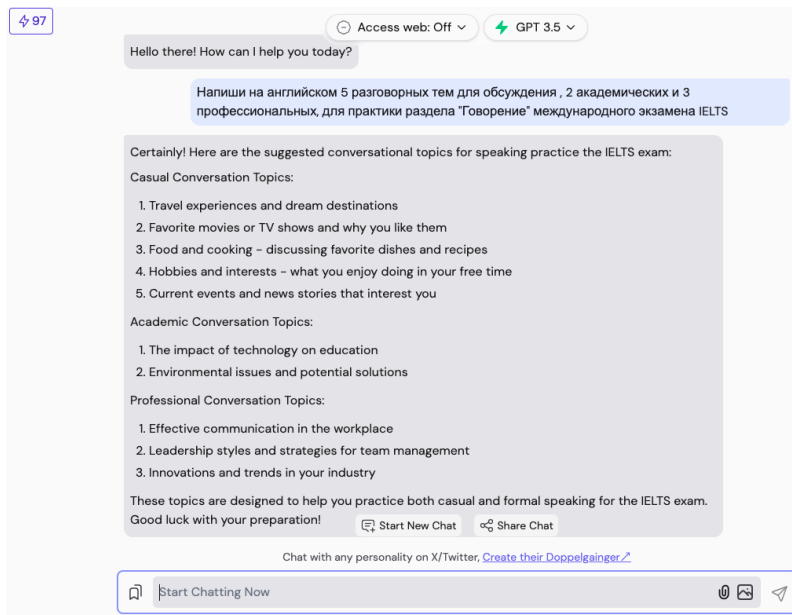 97
Access web: Off
GPT 3.5
Hello there! How can I help you today?
Напиши на английском 5 разговорных тем для обсуждения , 2 академических и 3
профессиональных, для практики раздела "Говорение" международного экзамена IELTS
Certainly! Here are the suggested conversational topics for speaking practice the IELTS exam:
Casual Conversation Topics:
1. Travel experiences and dream destinations
2. Favorite movies or TV shows and why you like them
3. Food and cooking - discussing favorite dishes and recipes
4. Hobbies and interests - what you enjoy doing in your free time
5. Current events and news stories that interest you
Academic Conversation Topics:
1. The impact of technology on education
2. Environmental issues and potential solutions
Professional Conversation Topics:
1. Effective communication in the workplace
2. Leadership styles and strategies for team management
3. Innovations and trends in your industry
These topics are designed to help you practice both casual and formal speaking for the IELTS exam.
Good luck with your preparation!
Start New Chat
Share Chat
Chat with any personality on X/Twitter, Create their Doppelgainger↗
Start Chatting Now